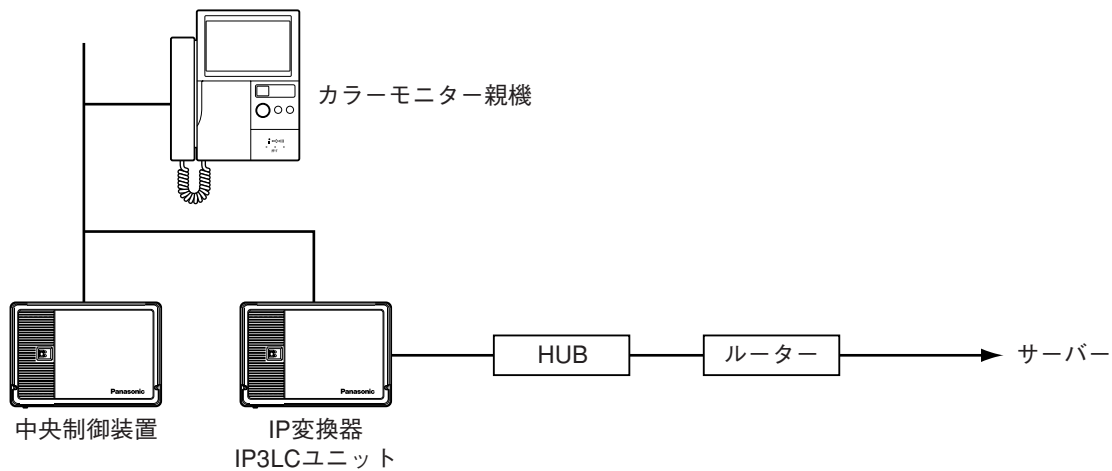 カラーモニター親機
HUB
ルーター
サーバー
Panasonic
Panasonic
中央制御装置
IP変換器
IP3LCユニット